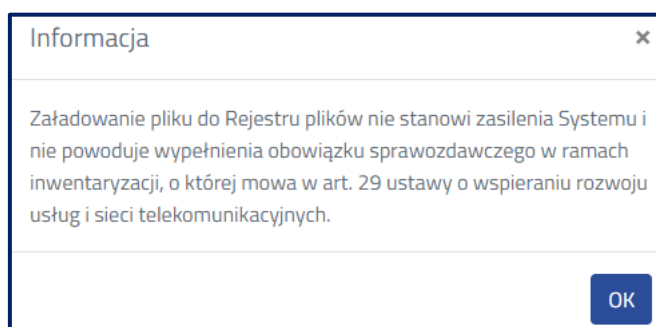 Informacja ×
Załadowanie pliku do Rejestru plików nie stanowi zasilenia Systemu i
nie powoduje wypełnienia obowiązku sprawozdawczego w ramach
inwentaryzacji, o której mowa w art. 29 ustawy o wspieraniu rozwoju
usług i sieci telekomunikacyjnych.
OK